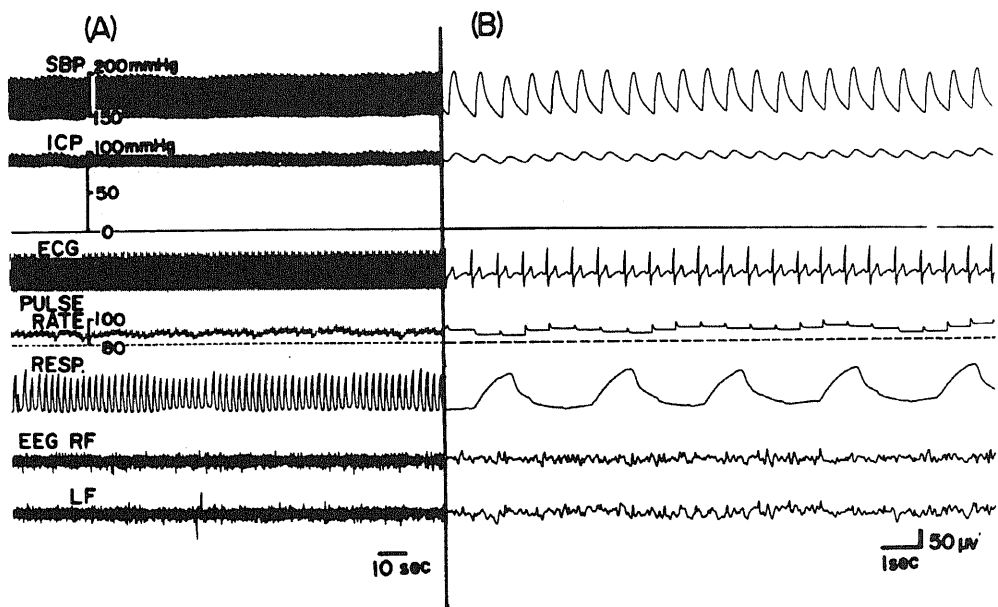 (A)
(B)
SBP 200mmHg
150
ICP 100mmHg
50
0
ECG
PULSE
RATE 100
80
RESP.
EEG RF
LF
10 sec
50 μv
1sec